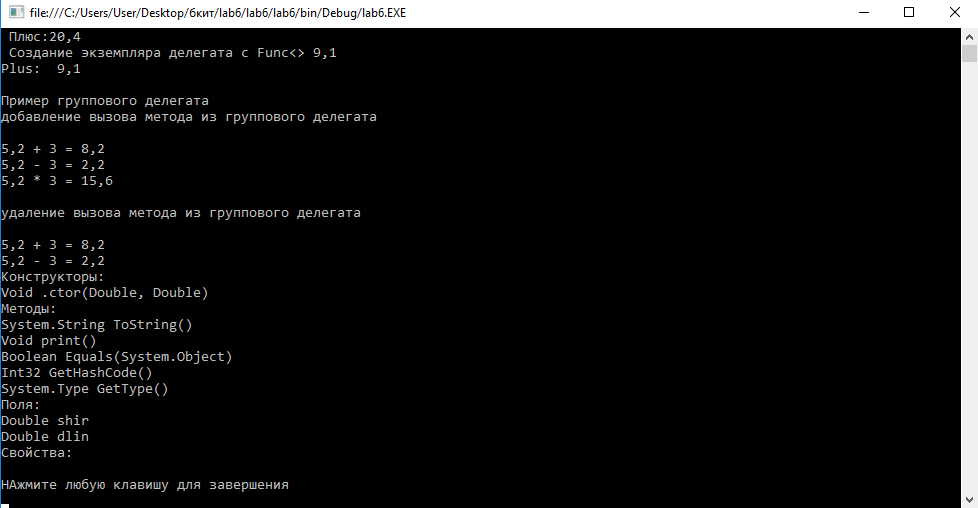 file:///C:/Users/User/Desktop/бкит/lab6/lab6/lab6/bin/Debug/lab6.EXE
Плюс:20,4
Создание экземпляра делегата с Func<> 9,1
Plus:  9,1
Пример группового делегата
добавление вызова метода из группового делегата
5,2 + 3 = 8,2
5,2 - 3 = 2,2
5,2 * 3 = 15,6
удаление вызова метода из группового делегата
5,2 + 3 = 8,2
5,2 - 3 = 2,2
Конструкторы:
Void .ctor(Double, Double)
Методы:
System.String ToString()
Void print()
Boolean Equals(System.Object)
Int32 GetHashCode()
System.Type GetType()
Поля:
Double shir
Double dlin
Свойства:
НАжмите любую клавишу для завершения